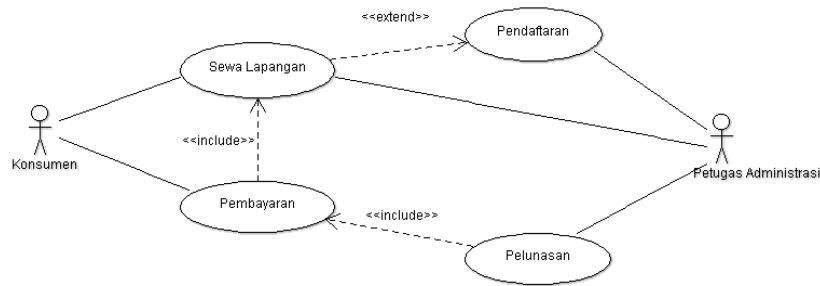 <<extend>>
Pendaftaran
Sewa Lapangan
<<include>>
Konsumen
Petugas Administrasi
Pembayaran
<<include>>
Pelunasan